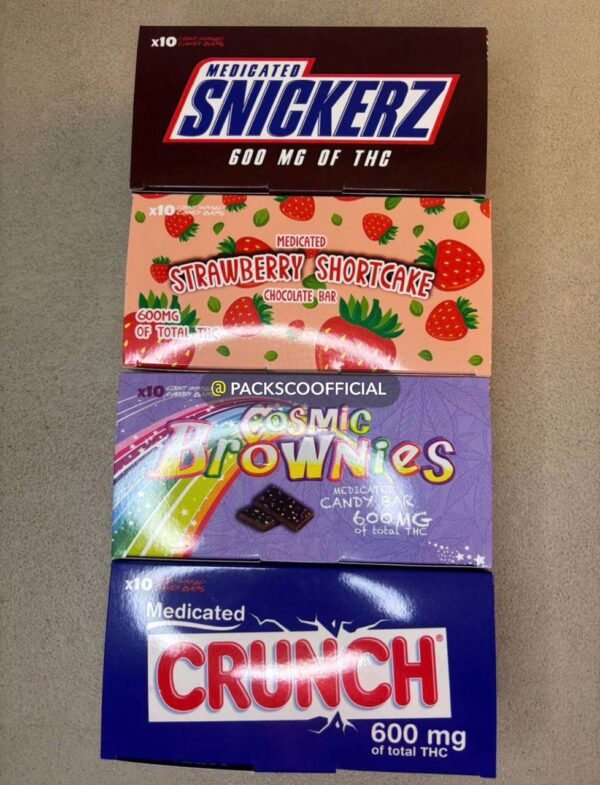 x10
MEDICATED
SNICKERZ
600 MG OF THC
x10
MEDICATED
STRAWBERRY SHORTCAKE
CHOCOLATE BAR
600MG
OF TOTAL THC
@ PACKSCOOFFICIAL
x10
COSMIC
BROWNIES
MEDICATED
CANDY BAR
600MG
of total THC
x10
Medicated
CRUNCH®
600 mg
of total THC